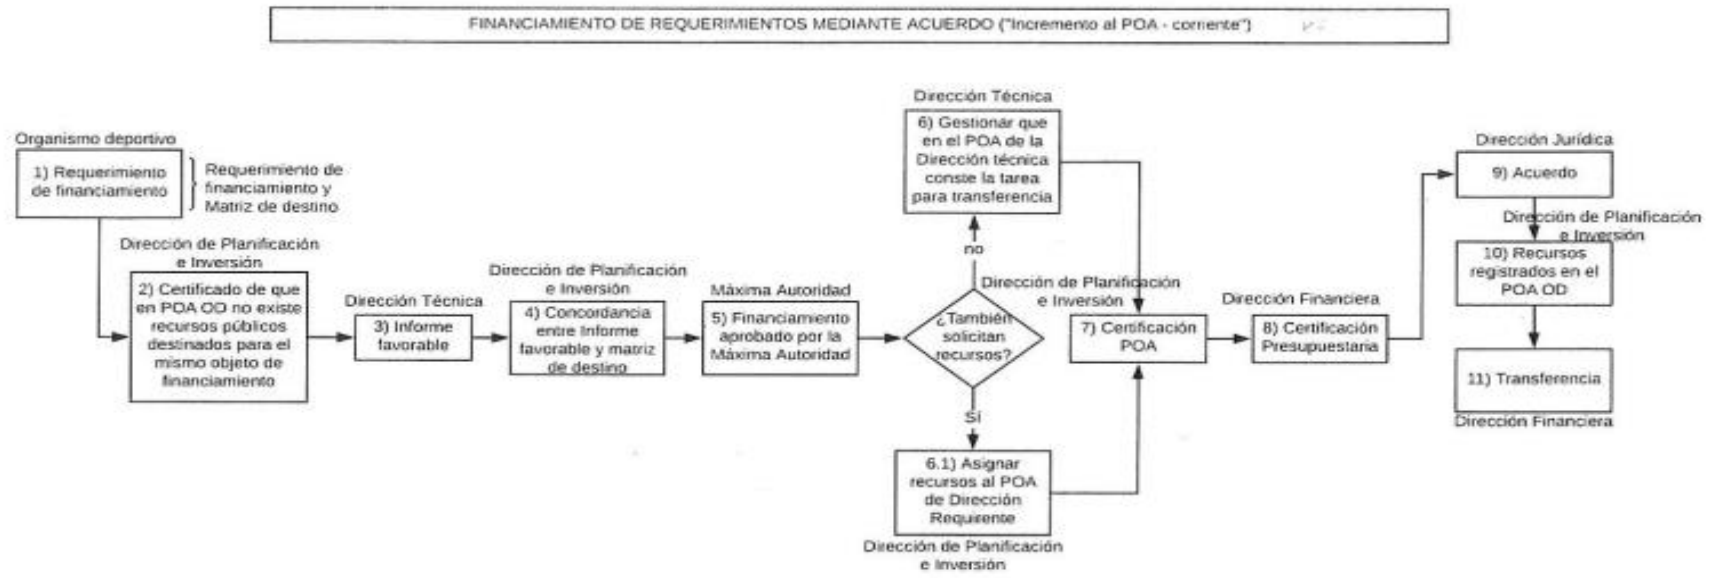 FINANCIAMIENTO DE REQUERIMIENTOS MEDIANTE ACUERDO ("Incremento al POA - corriente")
Organismo deportivo
1) Requerimiento
de financiamiento
Requerimiento de
financiamiento y
Matriz de destino
Dirección de Planificación
e Inversión
2) Certificado de que
en POA OD no existe
recursos públicos
destinados para el
mismo objeto de
financiamiento
Dirección Técnica
3) Informe
favorable
Dirección de Planificación
e Inversión
4) Concordancia
entre Informe
favorable y matriz
de destino
Máxima Autoridad
5) Financiamiento
aprobado por la
Máxima Autoridad
¿También
solicitan
recursos?
no
Dirección Técnica
6) Gestionar que
en el POA de la
Dirección técnica
conste la tarea
para transferencia
Sí
6.1) Asignar
recursos al POA
de Dirección
Requirente
Dirección de Planificación
e Inversión
Dirección de Planificación
e Inversión
7) Certificación
POA
Dirección Financiera
8) Certificación
Presupuestaria
Dirección Jurídica
9) Acuerdo
Dirección de Planificación
e Inversión
10) Recursos
registrados en el
POA OD
11) Transferencia
Dirección Financiera